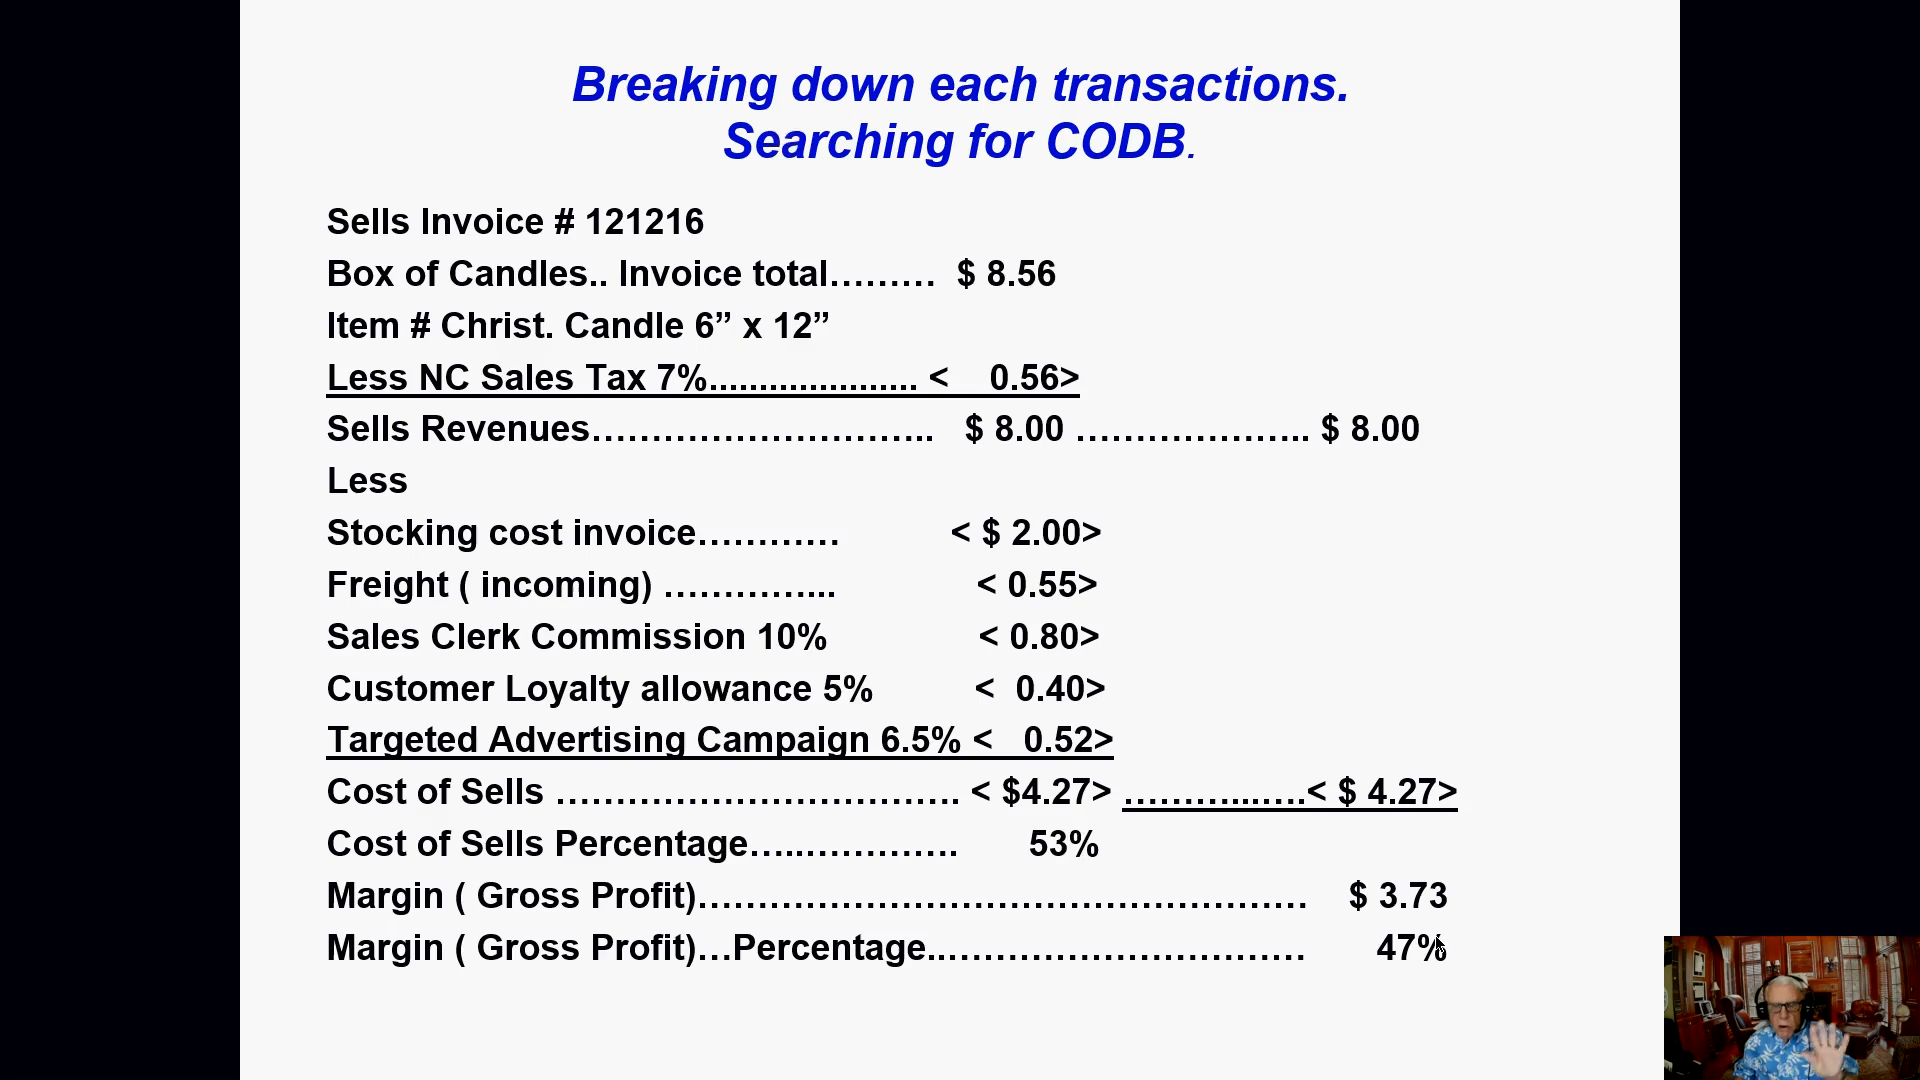 Breaking down each transactions.
Searching for CODB.
Sells Invoice # 121216
Box of Candles.. Invoice total……… $ 8.56
Item # Christ. Candle 6” x 12”
Less NC Sales Tax 7%..................... < 0.56>
Sells Revenues……………………….. $ 8.00 ……………….. $ 8.00
Less
Stocking cost invoice………… < $ 2.00>
Freight ( incoming) …………... < 0.55>
Sales Clerk Commission 10% < 0.80>
Customer Loyalty allowance 5% < 0.40>
Targeted Advertising Campaign 6.5% < 0.52>
Cost of Sells …………………………….. < $4.27> ………...….< $ 4.27>
Cost of Sells Percentage…..…………. 53%
Margin ( Gross Profit)…………………………………………… $ 3.73
Margin ( Gross Profit)…Percentage..………………………… 47%